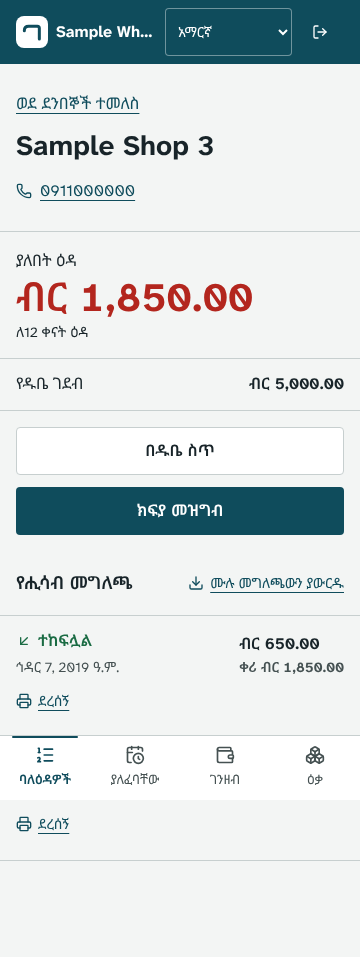 Sample Wh...
አማርኛ
ወደ ደንበኞች ተመለስ
Sample Shop 3
0911000000
ያለበት ዕዳ
ብር 1,850.00
ለ12 ቀናት ዕዳ
የዱቤ ገደብ
ብር 5,000.00
በዱቤ ስጥ
ክፍያ መዝግብ
የሒሳብ መግለጫ
ሙሉ መግለጫውን ያውርዱ
ተከፍሏል
ብር 650.00
ኅዳር 7, 2019 ዓ.ም.
ቀሪ ብር 1,850.00
ደረሰኝ
ባለዕዳዎች
ያለፈባቸው
ገንዘብ
ዕቃ
ደረሰኝ